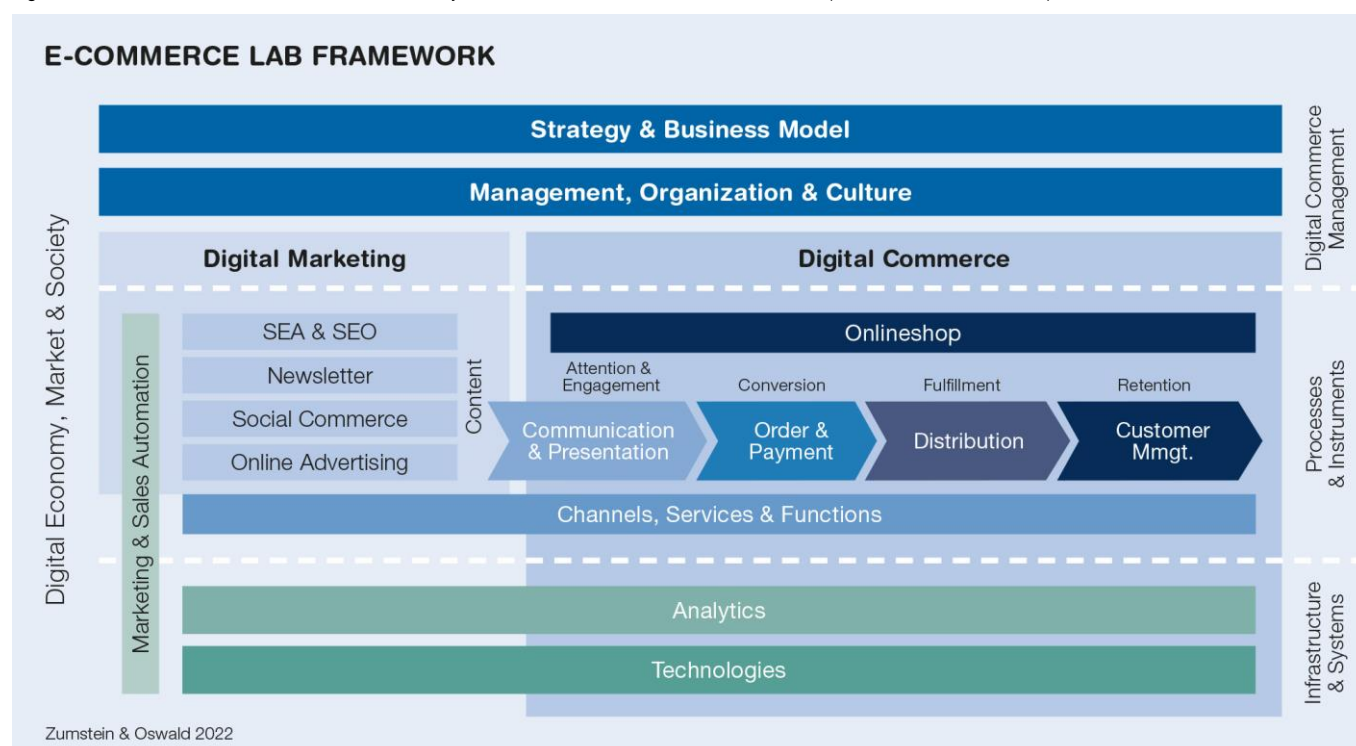 E-COMMERCE LAB FRAMEWORK
Digital Economy, Market & Society
Strategy & Business Model
Management, Organization & Culture
Digital Commerce
Management
Digital Marketing
Digital Commerce
Marketing & Sales Automation
SEA & SEO
Newsletter
Social Commerce
Online Advertising
Content
Onlineshop
Attention &
Engagement
Conversion
Fulfillment
Retention
Communication
& Presentation
Order &
Payment
Distribution
Customer
Mmgt.
Processes
& Instruments
Channels, Services & Functions
Analytics
Technologies
Infrastructure
& Systems
Zumstein & Oswald 2022